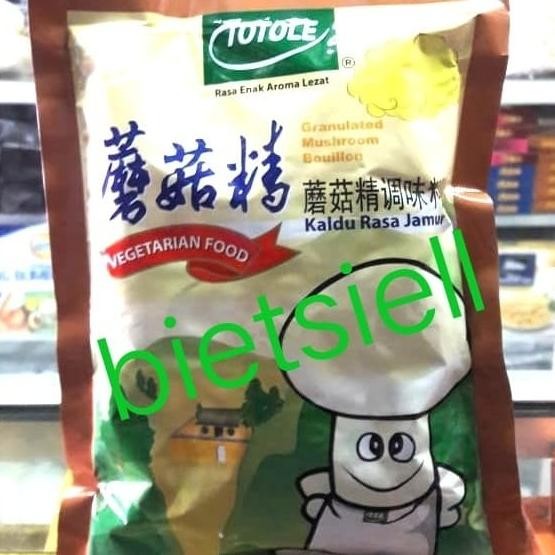 TOTOLE
®
Rasa Enak Aroma Lezat
Granulated
Mushroom
Bouillon
蘑菇精
蘑菇精调味料
Kaldu Rasa Jamur
VEGETARIAN FOOD
bietsiell